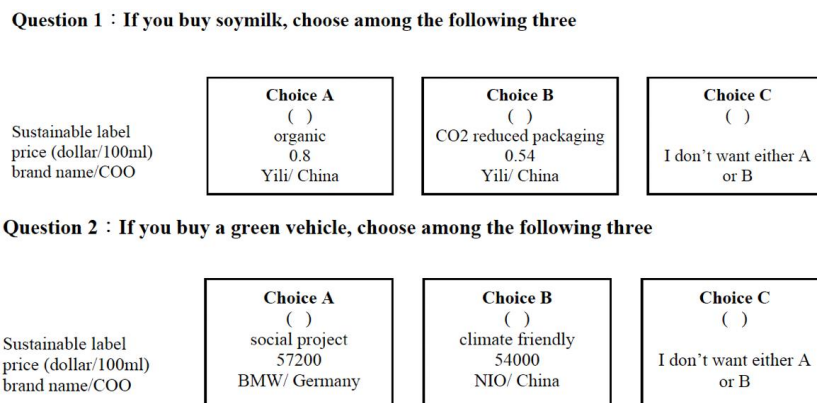 Question 1：If you buy soymilk, choose among the following three
Choice A Choice B Choice C
( ) ( ) ( )
Sustainable label organic CO2 reduced packaging
price (dollar/100ml) 0.8 0.54 I don't want either A
brand name/COO Yili/ China Yili/ China or B
Question 2：If you buy a green vehicle, choose among the following three
Choice A Choice B Choice C
( ) ( ) ( )
Sustainable label social project climate friendly
price (dollar/100ml) 57200 54000 I don't want either A
brand name/COO BMW/ Germany NIO/ China or B